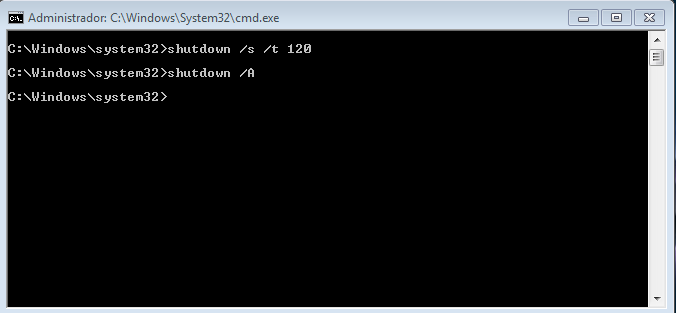 Administrador: C:\Windows\System32\cmd.exe
C:\Windows\system32>shutdown /s /t 120
C:\Windows\system32>shutdown /A
C:\Windows\system32>